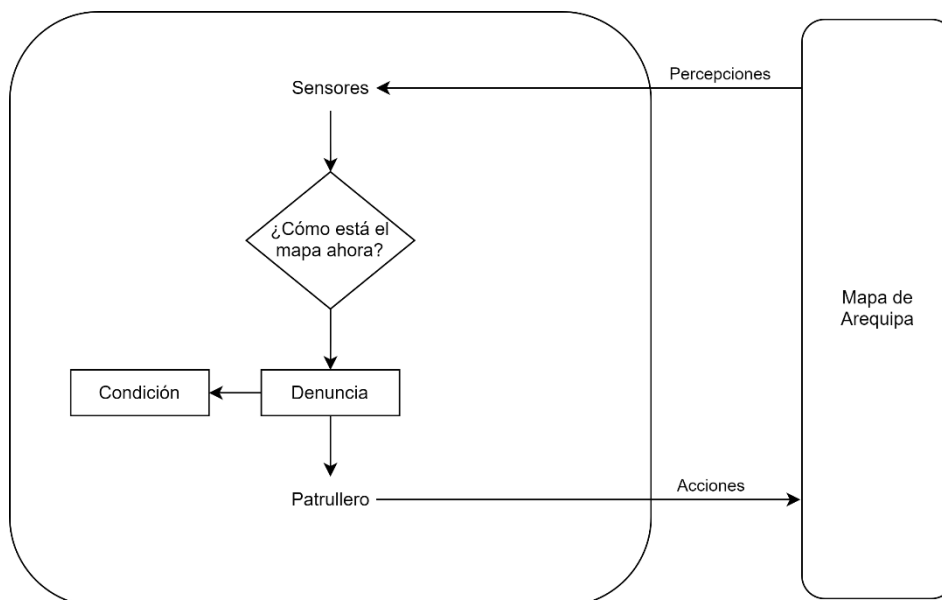 Percepciones
Sensores
¿Cómo está el
mapa ahora?
Mapa de
Arequipa
Condición
Denuncia
Patrullero
Acciones